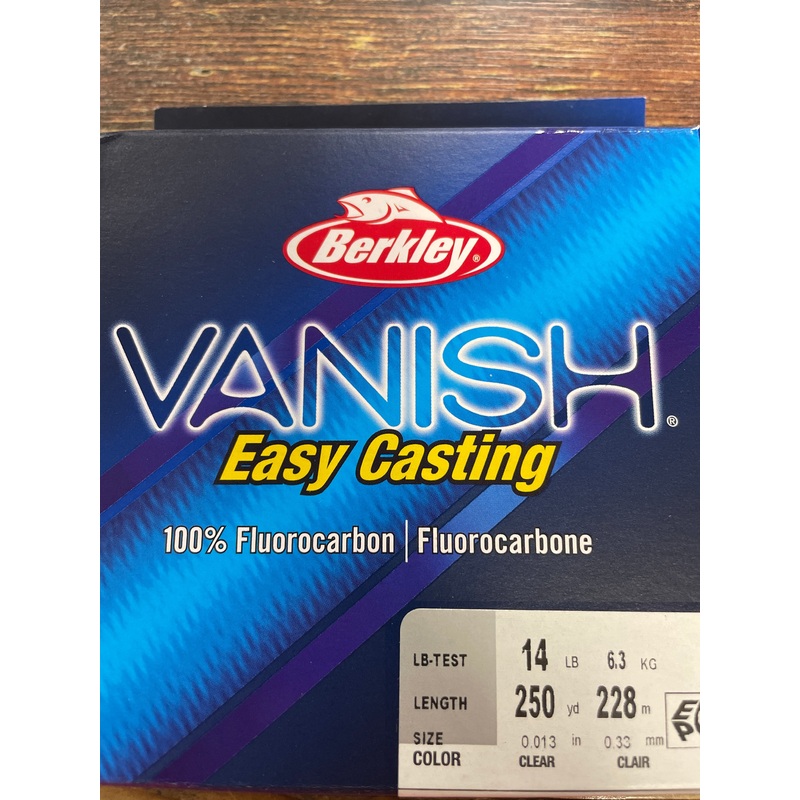 Berkley®
VANISH®
Easy Casting
100% Fluorocarbon | Fluorocarbone
LB-TEST 14 LB 6.3 KG
LENGTH 250 yd 228 m
SIZE 0.013 in 0.33 mm
COLOR CLEAR CLAIR